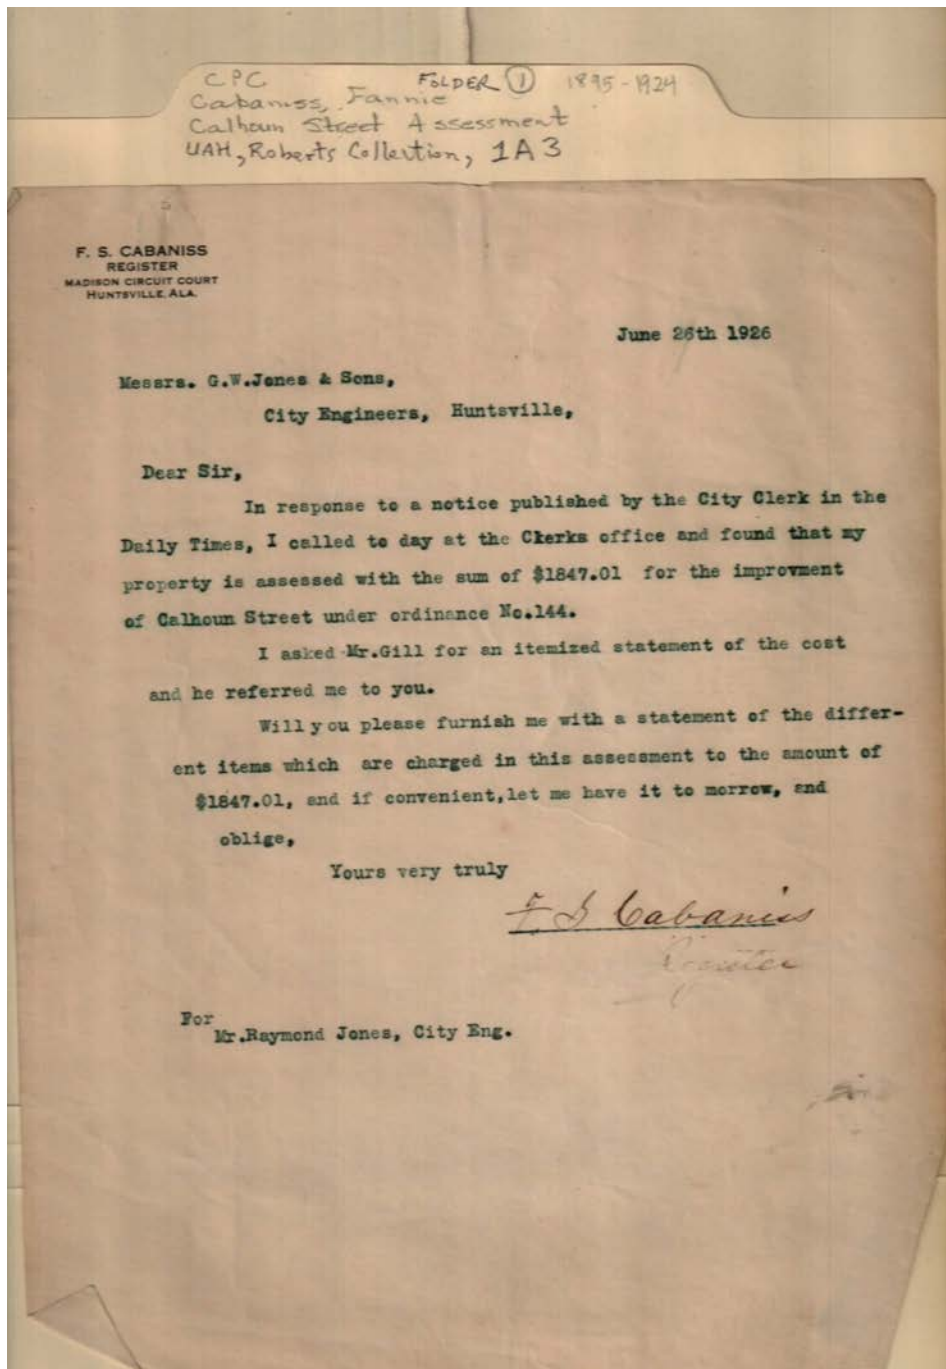 CPC FOLDER 1 1895-1924
Cabaniss, Fannie
Calhoun Street Assessment
UAH, Roberts Collection, 1A3
F. S. CABANISS
REGISTER
MADISON CIRCUIT COURT
HUNTSVILLE, ALA.
June 26th 1926
Messrs. G.W.Jones & Sons,
City Engineers, Huntsville,
Dear Sir,
In response to a notice published by the City Clerk in the
Daily Times, I called to day at the Clerks office and found that my
property is assessed with the sum of $1847.01 for the improvment
of Calhoun Street under ordinance No.144.
I asked Mr.Gill for an itemized statement of the cost
and he referred me to you.
Will you please furnish me with a statement of the differ-
ent items which are charged in this assessment to the amount of
$1847.01, and if convenient,let me have it to morrow, and
oblige,
Yours very truly
F S Cabaniss
Register
For
Mr.Raymond Jones, City Eng.